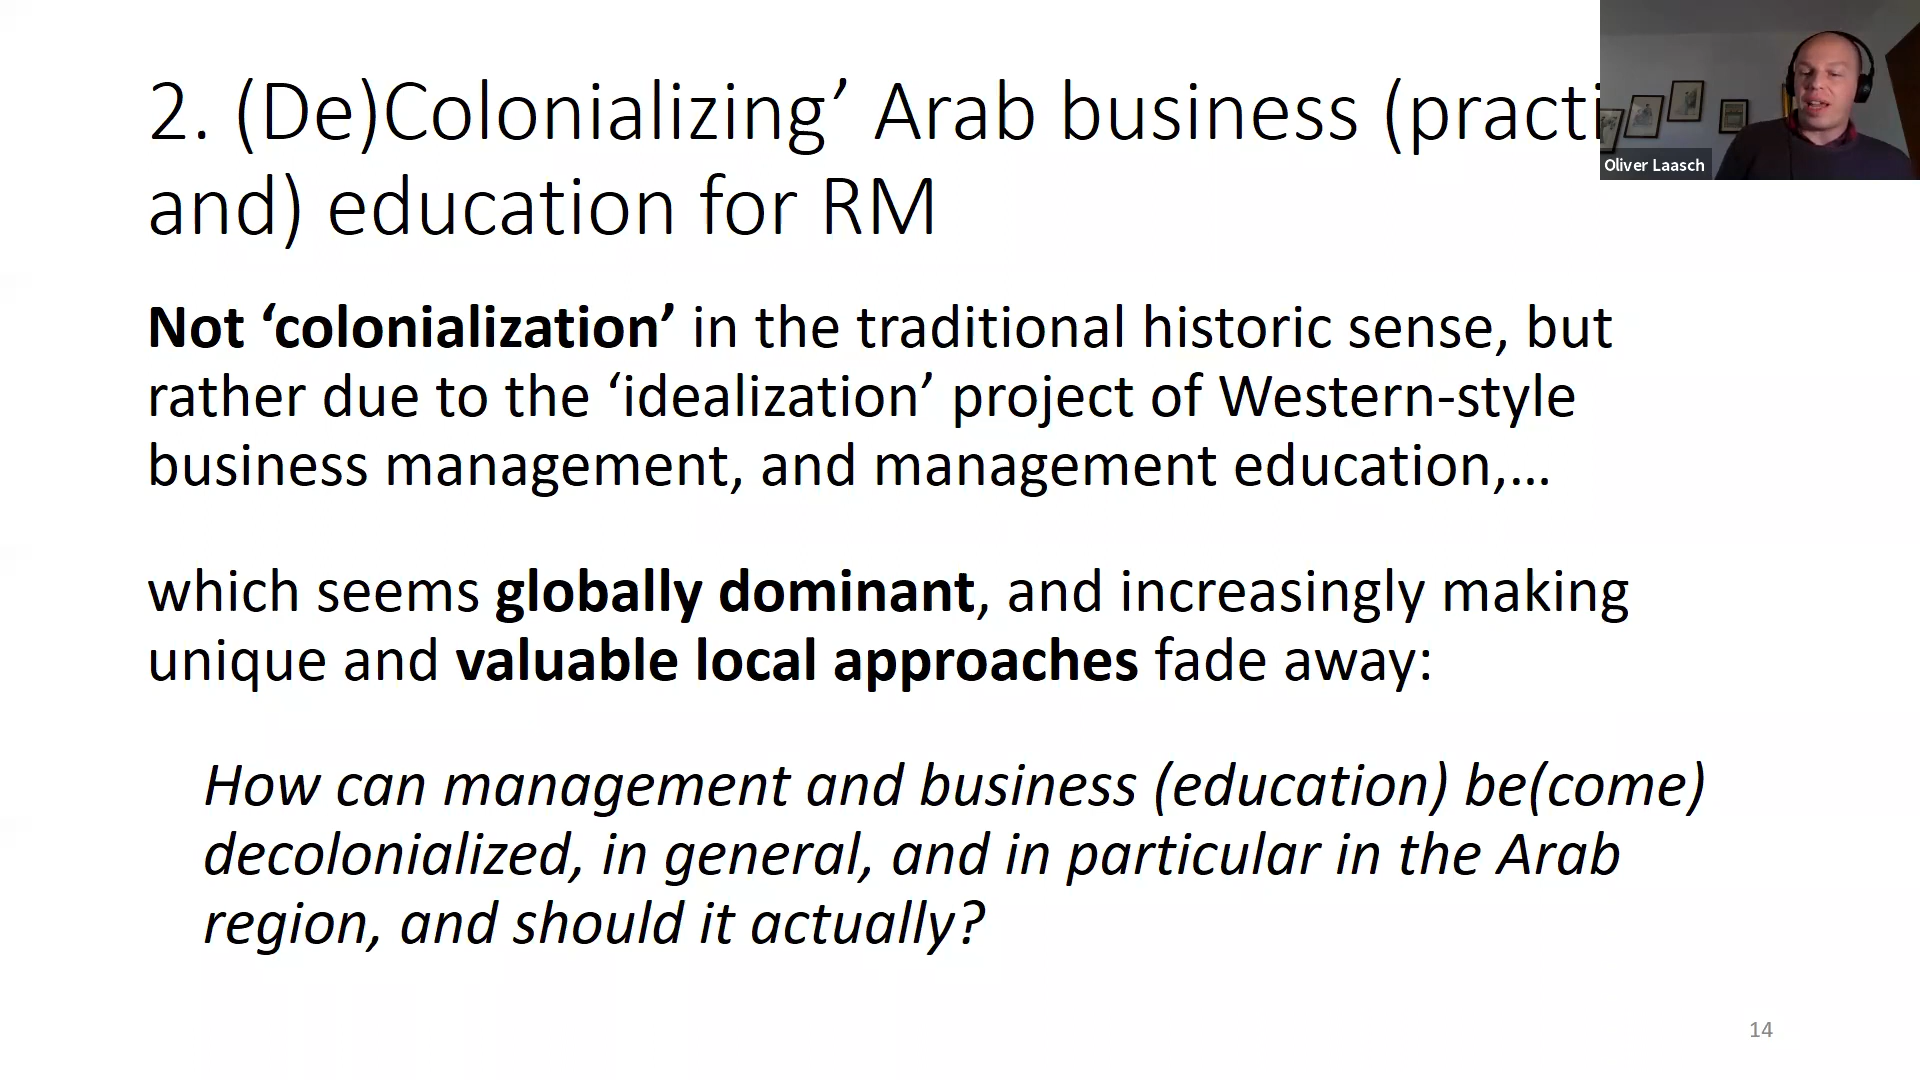 2. (De)Colonializing’ Arab business (practi
and) education for RM
Oliver Laasch
Not ‘colonialization’ in the traditional historic sense, but
rather due to the ‘idealization’ project of Western-style
business management, and management education,…
which seems globally dominant, and increasingly making
unique and valuable local approaches fade away:
How can management and business (education) be(come)
decolonialized, in general, and in particular in the Arab
region, and should it actually?
14